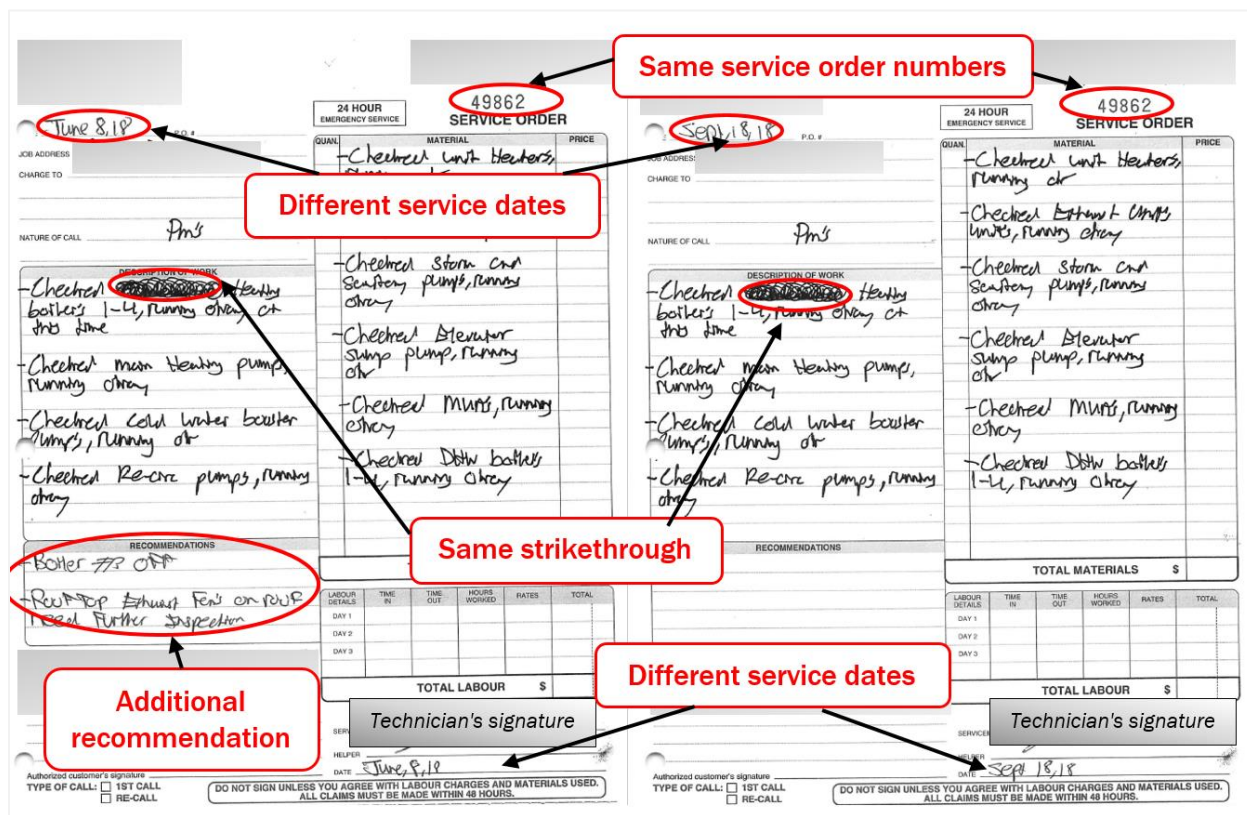 Same service order numbers
49862
24 HOUR
EMERGENCY SERVICE
SERVICE ORDER
June 8, 18
P.O. #
JOB ADDRESS
CHARGE TO
Different service dates
NATURE OF CALL Pm's
DESCRIPTION OF WORK
- Checked Heating
boiler's 1-4, running okay at
this time
- Checked main Heating pumps,
running okay
- Checked cold water booster
pumps, running ok
- Checked Re-circ pumps, running
okay
RECOMMENDATIONS
- Boiler #3 OFF
- Rooftop Exhaust Fens on roof
need Further Inspection
Additional
recommendation
QUAN. MATERIAL PRICE
- Checked unit Heaters,
- Checked storm and
sanitary pumps, running
okay
- Checked Elevator
sump pump, running
ok
- Checked MUA's, running
okay
- Checked DHW boilers
1-4, running okay
Same strikethrough
LABOUR DETAILS TIME IN TIME OUT HOURS WORKED RATES TOTAL
DAY 1
DAY 2
DAY 3
TOTAL LABOUR $
Technician's signature
HELPER
DATE June, 8, 18
Authorized customer's signature
TYPE OF CALL: 1ST CALL
RE-CALL
DO NOT SIGN UNLESS YOU AGREE WITH LABOUR CHARGES AND MATERIALS USED.
ALL CLAIMS MUST BE MADE WITHIN 48 HOURS.
49862
24 HOUR
EMERGENCY SERVICE
SERVICE ORDER
Sept, 18, 18
P.O. #
JOB ADDRESS
CHARGE TO
NATURE OF CALL Pm's
DESCRIPTION OF WORK
- Checked Heating
boiler's 1-4, running okay at
this time
- Checked main Heating pumps,
running okay
- Checked cold water booster
pumps, running ok
- Checked Re-circ pumps, running
okay
RECOMMENDATIONS
QUAN. MATERIAL PRICE
- Checked unit Heaters,
running ok
- Checked Exhaust
units, running okay
- Checked storm and
sanitary pumps, running
okay
- Checked Elevator
sump pump, running
ok
- Checked MUA's, running
okay
- Checked DHW boilers
1-4, running okay
TOTAL MATERIALS $
LABOUR DETAILS TIME IN TIME OUT HOURS WORKED RATES TOTAL
DAY 1
DAY 2
DAY 3
Different service dates
TOTAL LABOUR $
Technician's signature
HELPER
DATE Sept 18, 18
Authorized customer's signature
TYPE OF CALL: 1ST CALL
RE-CALL
DO NOT SIGN UNLESS YOU AGREE WITH LABOUR CHARGES AND MATERIALS USED.
ALL CLAIMS MUST BE MADE WITHIN 48 HOURS.